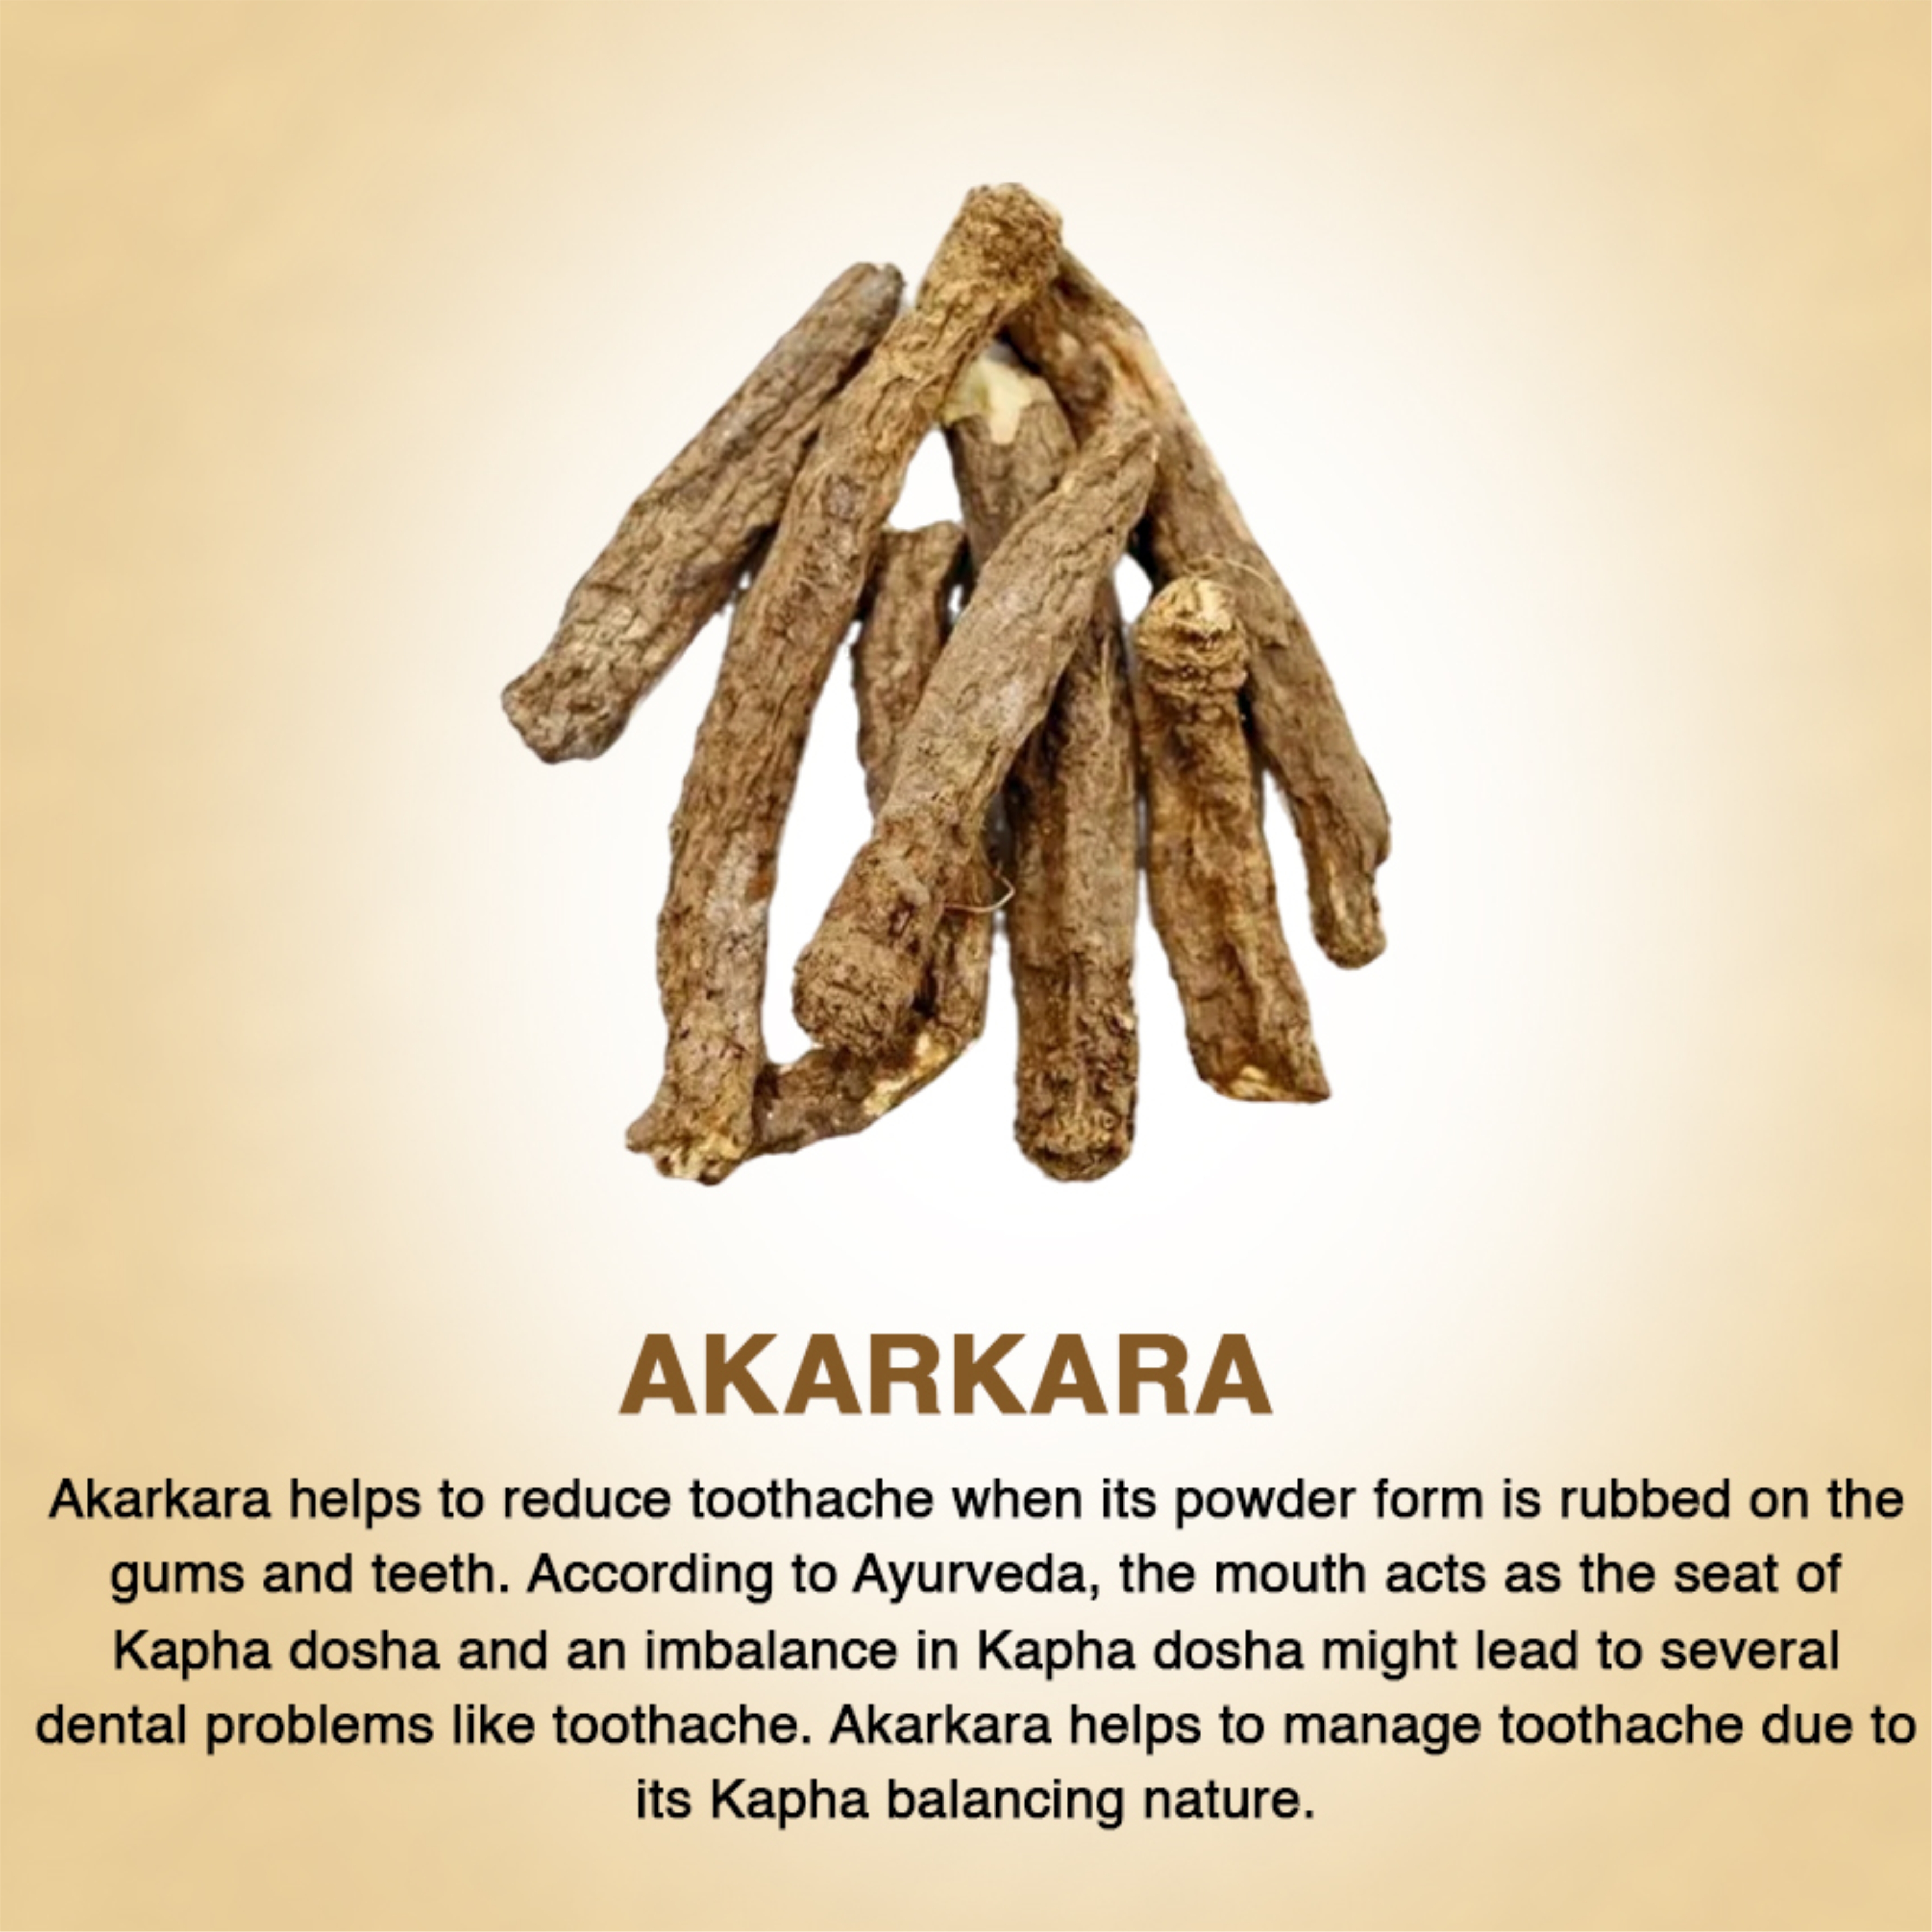 AKARKARA
Akarkara helps to reduce toothache when its powder form is rubbed on the
gums and teeth. According to Ayurveda, the mouth acts as the seat of
Kapha dosha and an imbalance in Kapha dosha might lead to several
dental problems like toothache. Akarkara helps to manage toothache due to
its Kapha balancing nature.